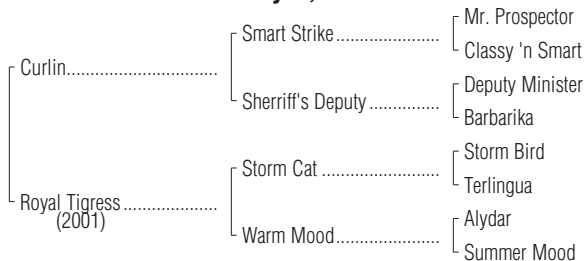 Mr. Prospector
Smart Strike....................
Classy 'n Smart
Curlin.............................
Deputy Minister
Sherriff's Deputy .............
Barbarika
Storm Bird
Storm Cat ......................
Terlingua
Royal Tigress ..................
(2001)
Alydar
Warm Mood....................
Summer Mood